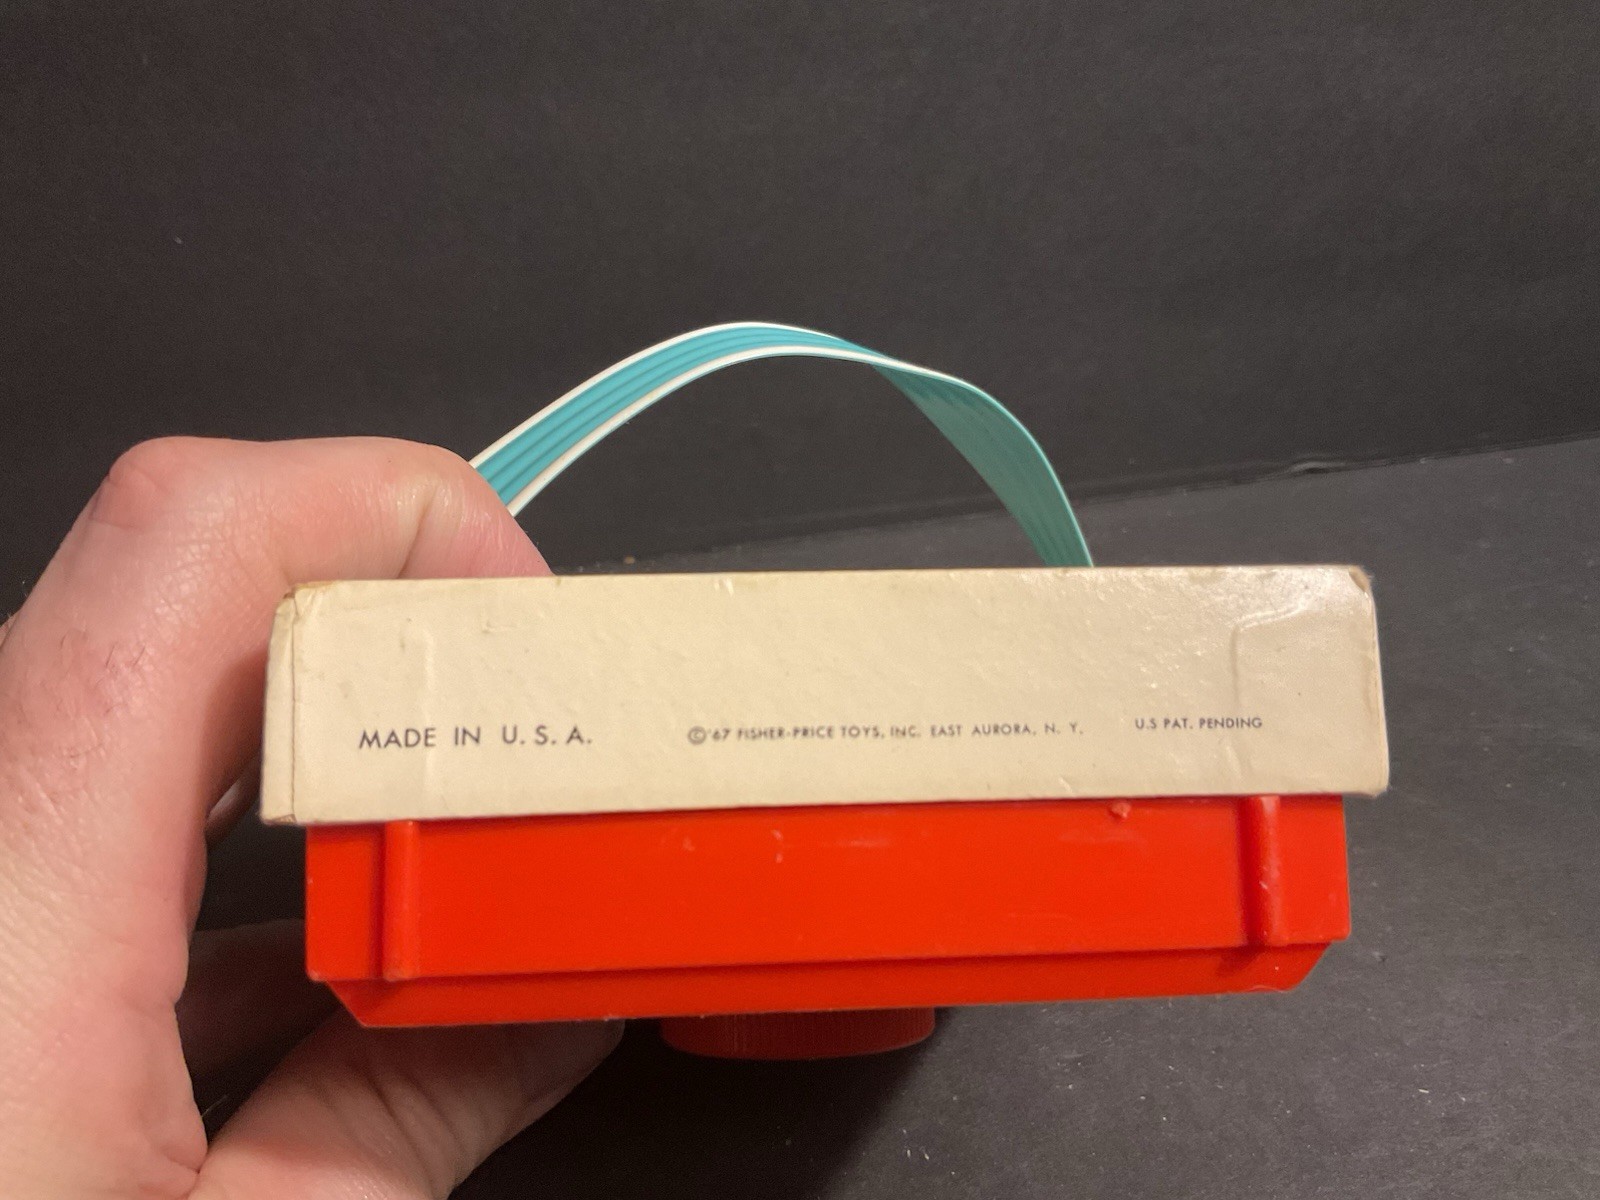 MADE IN U. S. A. ©'67 FISHER-PRICE TOYS, INC. EAST AURORA, N. Y. U.S PAT. PENDING